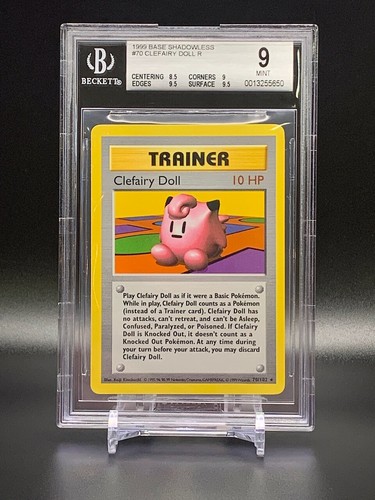 BECKETT
1999 BASE SHADOWLESS
#70 CLEFAIRY DOLL R
CENTERING 8.5 CORNERS 9
EDGES 9.5 SURFACE 9.5
9
MINT
0013255650
TRAINER
Clefairy Doll 10 HP
Play Clefairy Doll as if it were a Basic Pokémon.
While in play, Clefairy Doll counts as a Pokémon
(instead of a Trainer card). Clefairy Doll has
no attacks, can't retreat, and can't be Asleep,
Confused, Paralyzed, or Poisoned. If Clefairy
Doll is Knocked Out, it doesn't count as a
Knocked Out Pokémon. At any time during
your turn before your attack, you may discard
Clefairy Doll.
70/102